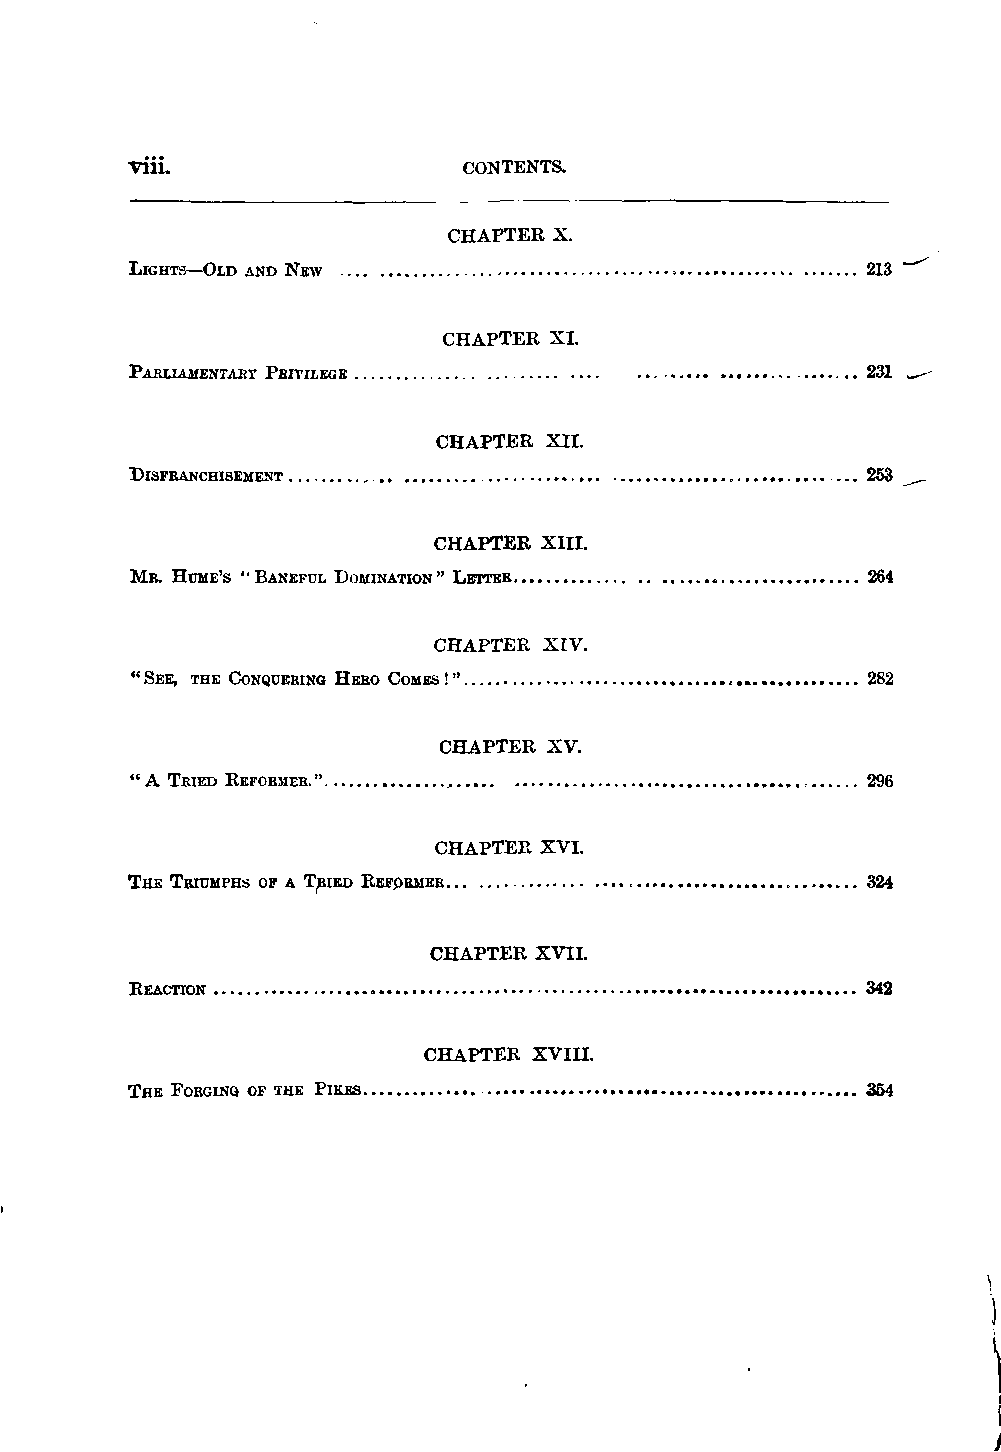 viii. CONTENTS.
CHAPTER X.
LIGHTS—OLD AND NEW .... ........................................................ 213
CHAPTER XI.
PARLIAMENTARY PRIVILEGE ........................................................ 231
CHAPTER XII.
DISFRANCHISEMENT ........................................................ 253
CHAPTER XIII.
MR. HUME'S "BANEFUL DOMINATION" LETTER........................................ 264
CHAPTER XIV.
"SEE, THE CONQUERING HERO COMES!"........................................ 282
CHAPTER XV.
"A TRIED REFORMER."........................................................ 296
CHAPTER XVI.
THE TRIUMPHS OF A TRIED REFORMER... ........................................ 324
CHAPTER XVII.
REACTION ........................................................................ 342
CHAPTER XVIII.
THE FORGING OF THE PIKES........................................................ 354